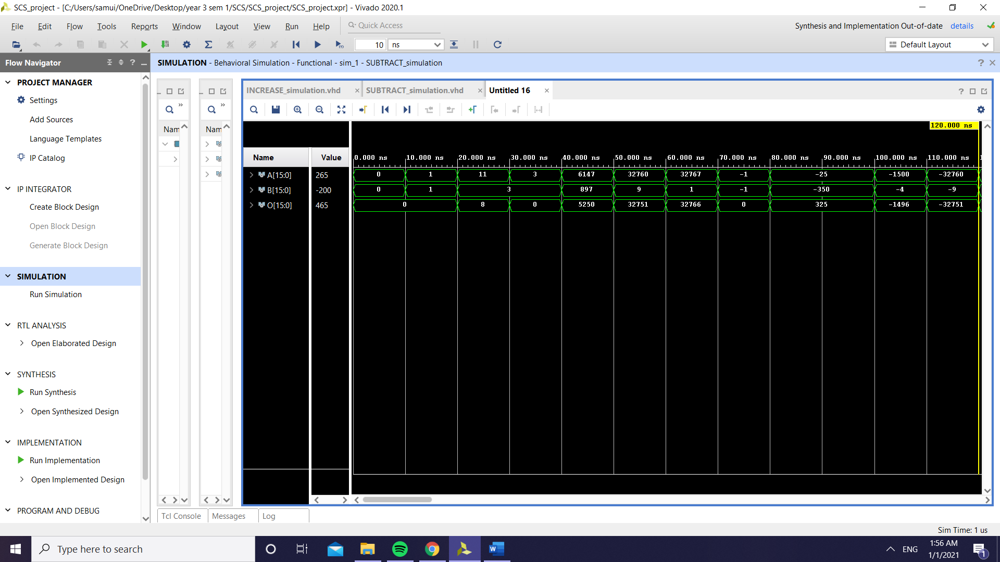 SCS_project - [C:/Users/samui/OneDrive/Desktop/year 3 sem 1/SCS/SCS_project/SCS_project.xpr] - Vivado 2020.1
File Edit Flow Tools Reports Window Layout View Run Help Quick Access
Synthesis and Implementation Out-of-date details
10 ns
Default Layout
Flow Navigator
SIMULATION - Behavioral Simulation - Functional - sim_1 - SUBTRACT_simulation
PROJECT MANAGER
Settings
Add Sources
Language Templates
IP Catalog
IP INTEGRATOR
Create Block Design
Open Block Design
Generate Block Design
SIMULATION
Run Simulation
RTL ANALYSIS
Open Elaborated Design
SYNTHESIS
Run Synthesis
Open Synthesized Design
IMPLEMENTATION
Run Implementation
Open Implemented Design
PROGRAM AND DEBUG
Nam
Nam
INCREASE_simulation.vhd SUBTRACT_simulation.vhd Untitled 16
120.000 ns
Name Value 0.000 ns 10.000 ns 20.000 ns 30.000 ns 40.000 ns 50.000 ns 60.000 ns 70.000 ns 80.000 ns 90.000 ns 100.000 ns 110.000 ns
A[15:0] 265 0 1 11 3 6147 32760 32767 -1 -25 -1500 -32760
B[15:0] -200 0 1 3 897 9 1 -1 -350 -4 -9
O[15:0] 465 0 8 0 5250 32751 32766 0 325 -1496 -32751
Tcl Console Messages Log
Sim Time: 1 us
Type here to search
ENG
1:56 AM
1/1/2021
1